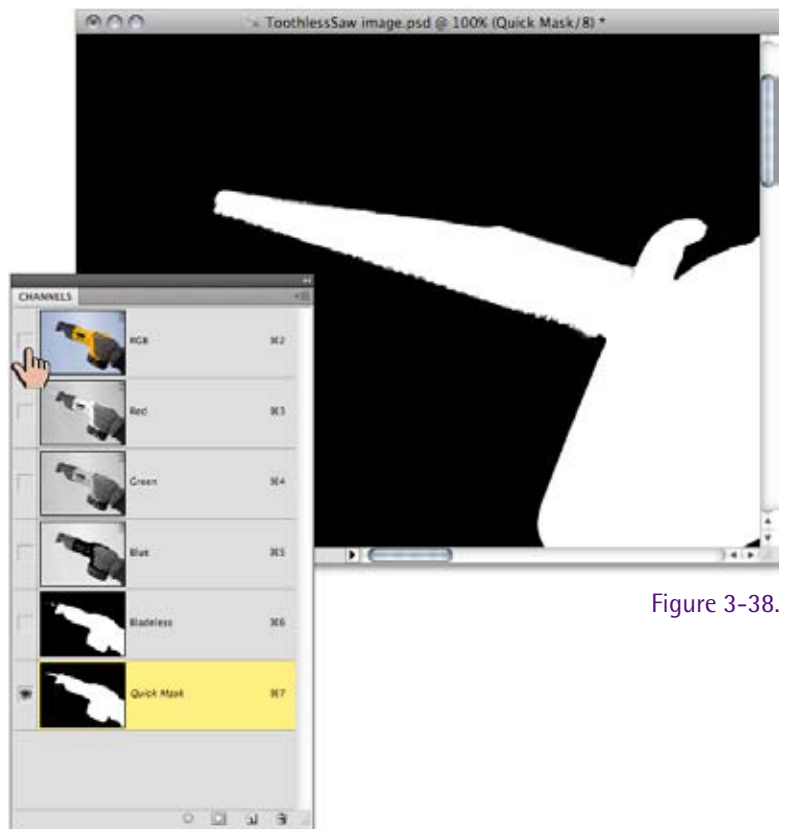 ToothlessSaw image.psd @ 100% (Quick Mask/8) *
CHANNELS
RGB ⌘2
Red ⌘3
Green ⌘4
Blue ⌘5
Bladeless ⌘6
Quick Mask ⌘7
Figure 3-38.